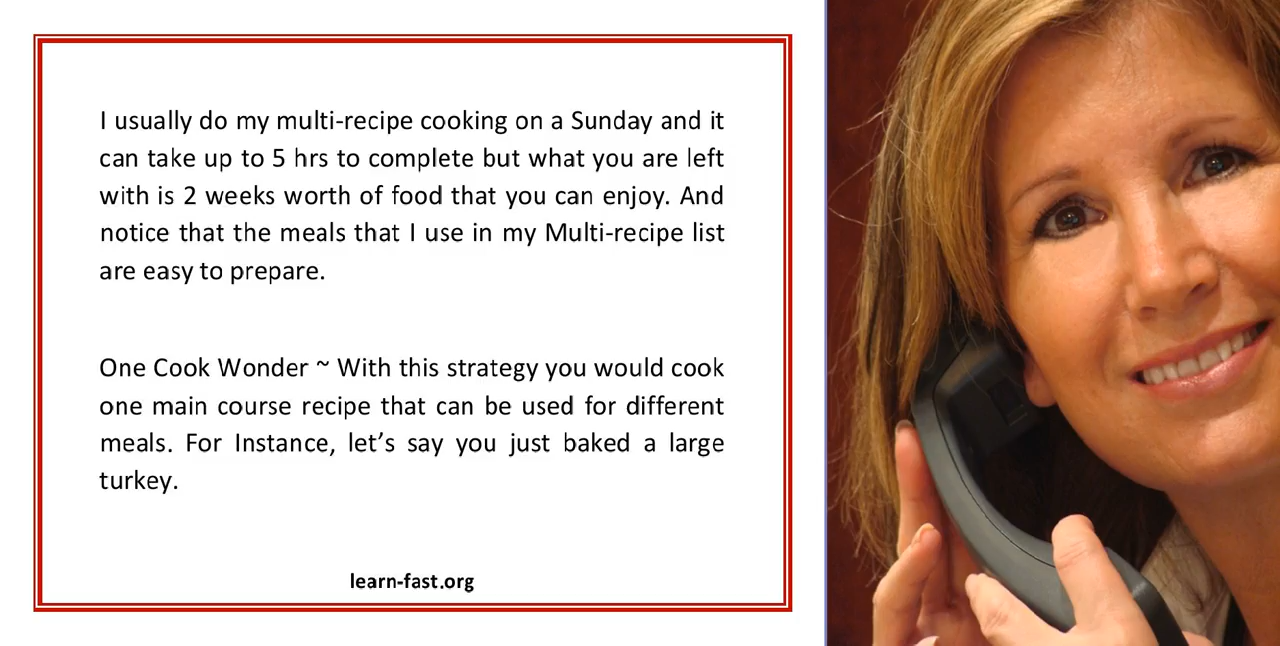 I usually do my multi-recipe cooking on a Sunday and it
can take up to 5 hrs to complete but what you are left
with is 2 weeks worth of food that you can enjoy. And
notice that the meals that I use in my Multi-recipe list
are easy to prepare.
One Cook Wonder ~ With this strategy you would cook
one main course recipe that can be used for different
meals. For Instance, let’s say you just baked a large
turkey.
learn-fast.org